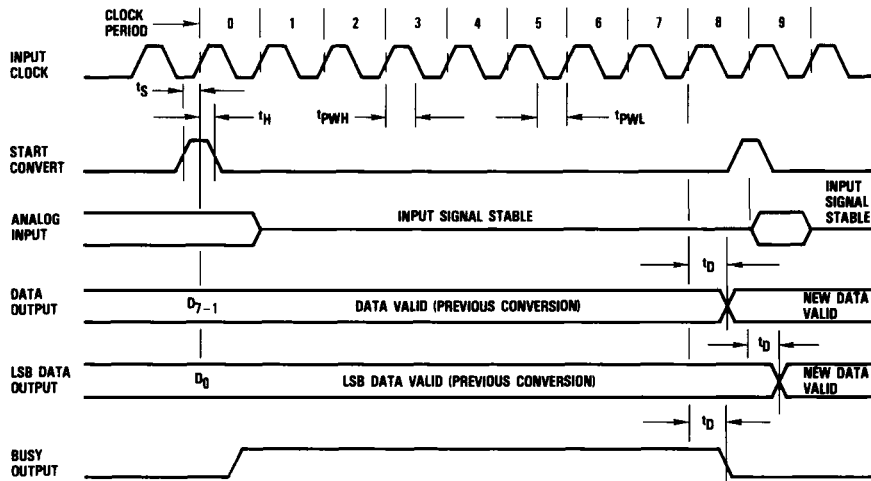 CLOCK
PERIOD
0 1 2 3 4 5 6 7 8 9
INPUT
CLOCK
tS
tH
tPWH
tPWL
START
CONVERT
INPUT
SIGNAL
STABLE
ANALOG
INPUT
INPUT SIGNAL STABLE
tD
DATA
OUTPUT
D7-1
DATA VALID (PREVIOUS CONVERSION)
NEW DATA
VALID
tD
LSB DATA
OUTPUT
D0
LSB DATA VALID (PREVIOUS CONVERSION)
NEW DATA
VALID
tD
BUSY
OUTPUT